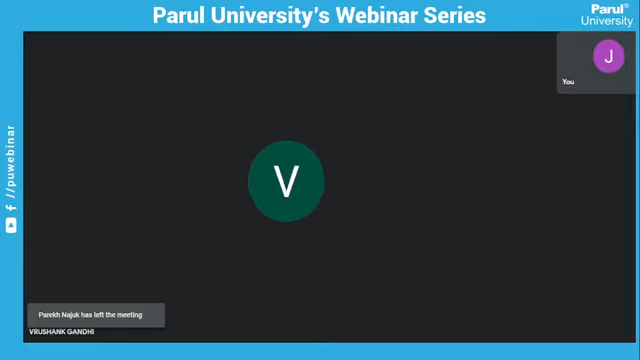 Parul University's Webinar Series
Parul®
University
J
You
V
//puwebinar
Parekh Najuk has left the meeting
VRUSHANK GANDHI